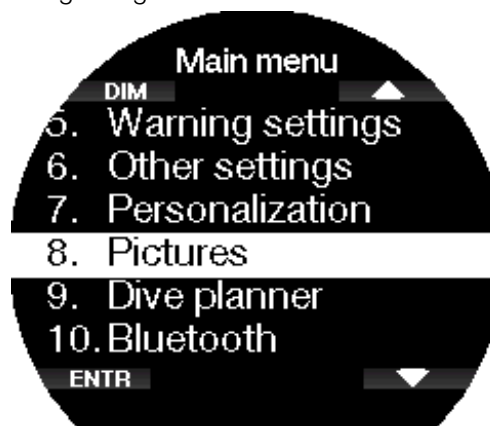 Main menu
DIM
5. Warning settings
6. Other settings
7. Personalization
8. Pictures
9. Dive planner
10. Bluetooth
ENTR